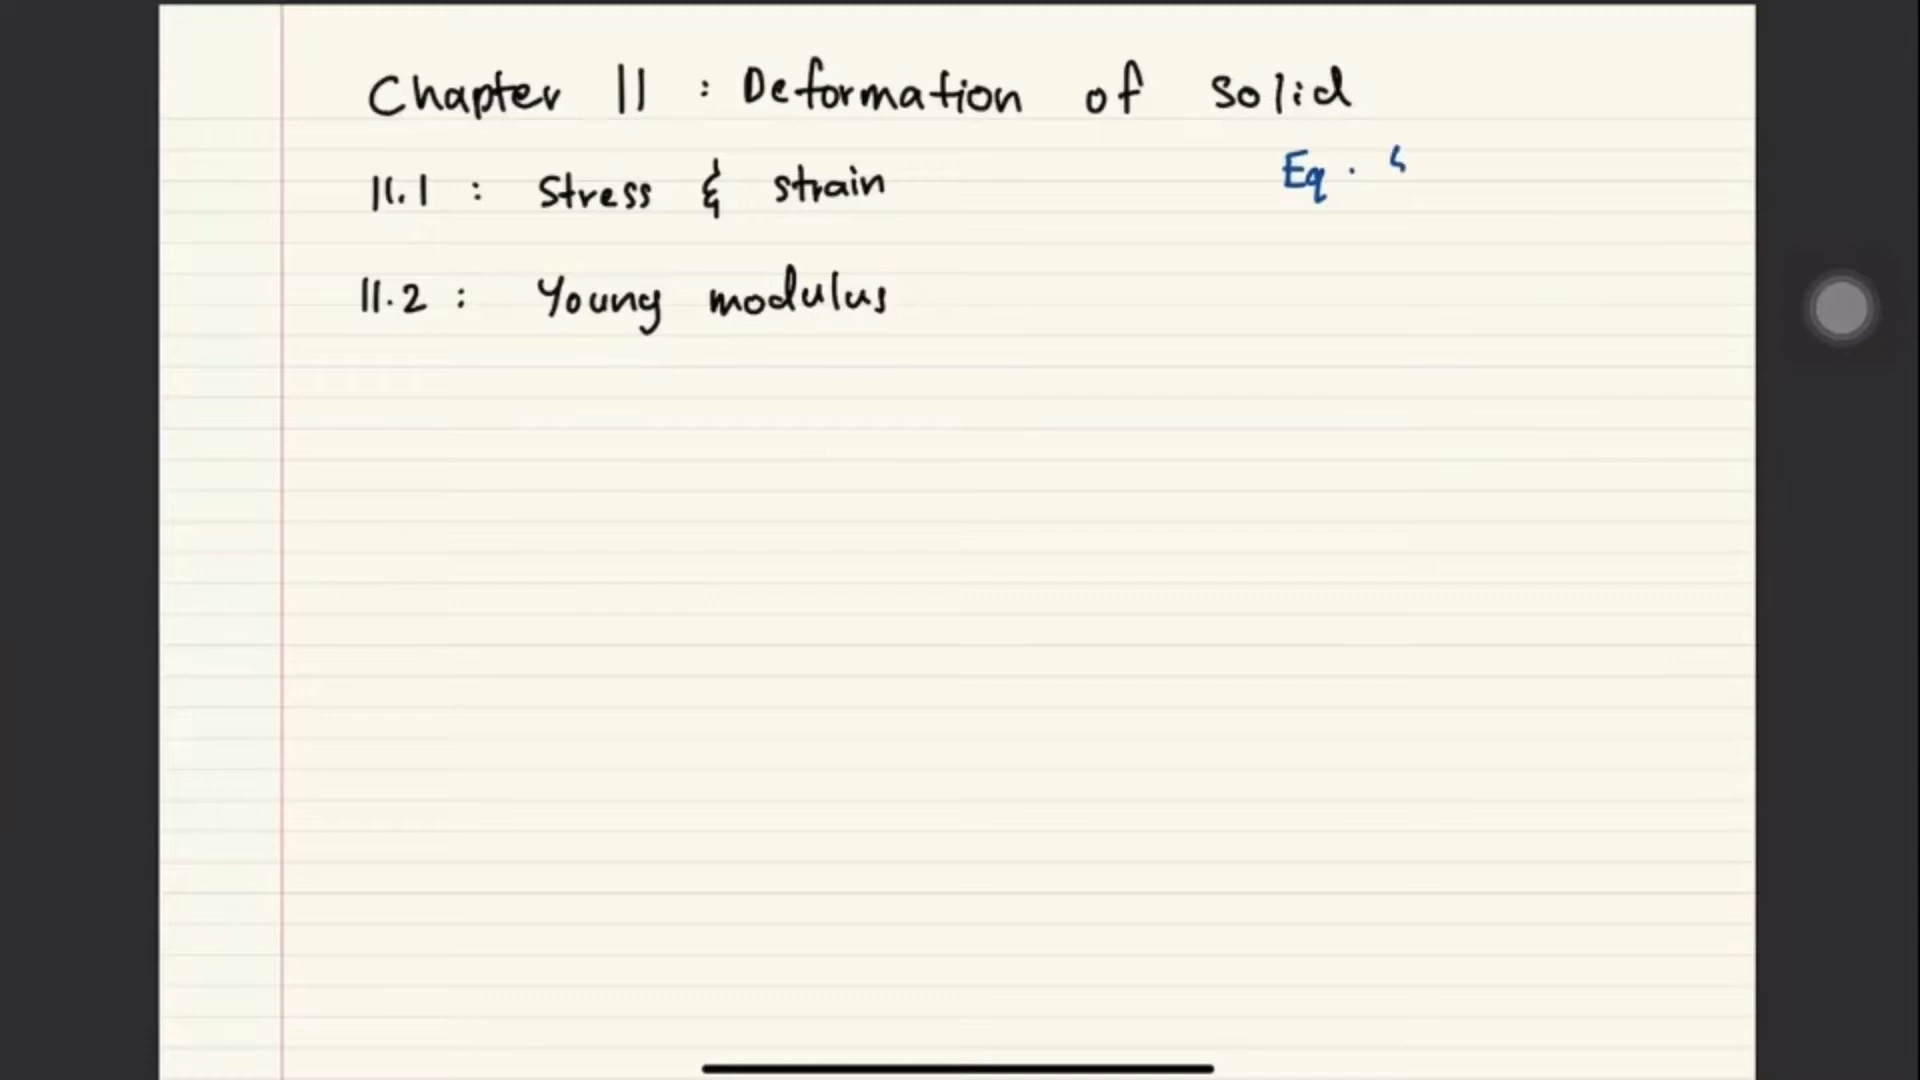 Chapter 11 : Deformation of solid
11.1 : Stress & strain
Eq.
11.2 : Young modulus